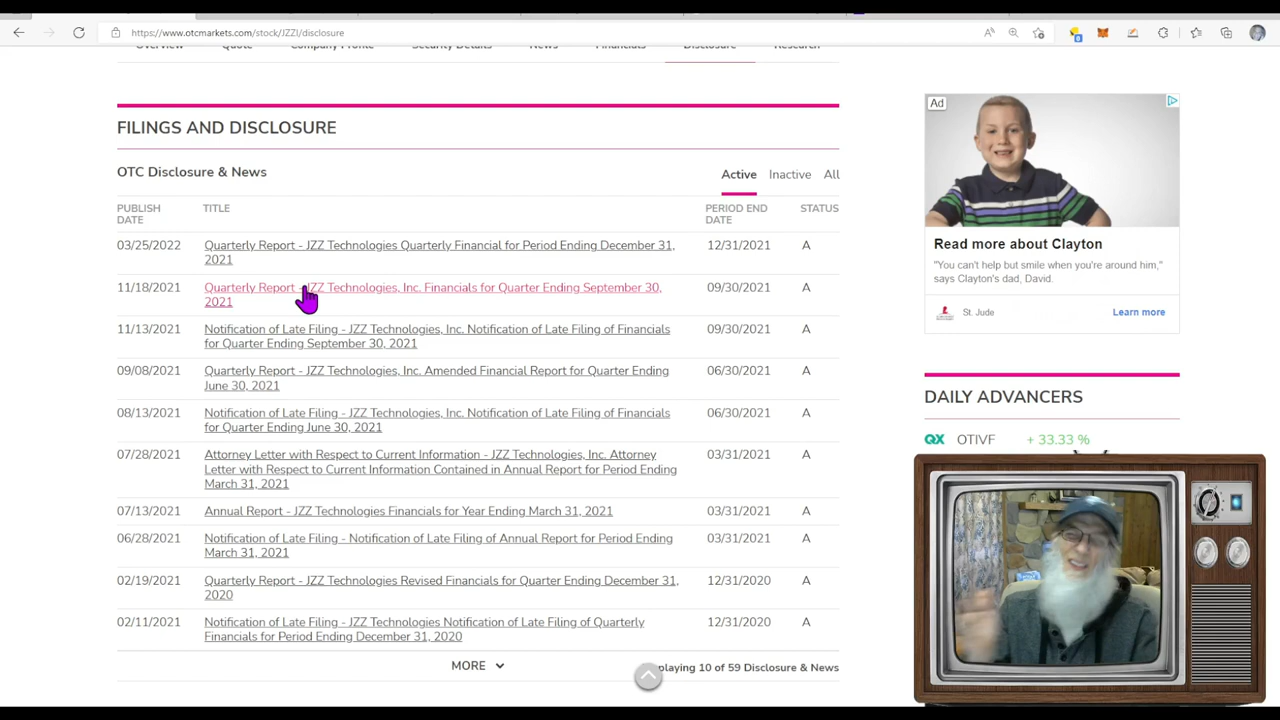 https://www.otcmarkets.com/stock/JZZI/disclosure
Overview Quote Company Profile Security Details News Financials Disclosure Research
FILINGS AND DISCLOSURE
OTC Disclosure & News
Active Inactive All
PUBLISH DATE TITLE PERIOD END DATE STATUS
03/25/2022 Quarterly Report - JZZ Technologies Quarterly Financial for Period Ending December 31, 12/31/2021 A
2021
11/18/2021 Quarterly Report - JZZ Technologies, Inc. Financials for Quarter Ending September 30, 09/30/2021 A
2021
11/13/2021 Notification of Late Filing - JZZ Technologies, Inc. Notification of Late Filing of Financials 09/30/2021 A
for Quarter Ending September 30, 2021
09/08/2021 Quarterly Report - JZZ Technologies, Inc. Amended Financial Report for Quarter Ending 06/30/2021 A
June 30, 2021
08/13/2021 Notification of Late Filing - JZZ Technologies, Inc. Notification of Late Filing of Financials 06/30/2021 A
for Quarter Ending June 30, 2021
07/28/2021 Attorney Letter with Respect to Current Information - JZZ Technologies, Inc. Attorney 03/31/2021 A
Letter with Respect to Current Information Contained in Annual Report for Period Ending
March 31, 2021
07/13/2021 Annual Report - JZZ Technologies Financials for Year Ending March 31, 2021 03/31/2021 A
06/28/2021 Notification of Late Filing - Notification of Late Filing of Annual Report for Period Ending 03/31/2021 A
March 31, 2021
02/19/2021 Quarterly Report - JZZ Technologies Revised Financials for Quarter Ending December 31, 12/31/2020 A
2020
02/11/2021 Notification of Late Filing - JZZ Technologies Notification of Late Filing of Quarterly 12/31/2020 A
Financials for Period Ending December 31, 2020
MORE
playing 10 of 59 Disclosure & News
Ad
Read more about Clayton
"You can't help but smile when you're around him,"
says Clayton's dad, David.
St. Jude Learn more
DAILY ADVANCERS
QX OTIVF + 33.33 %